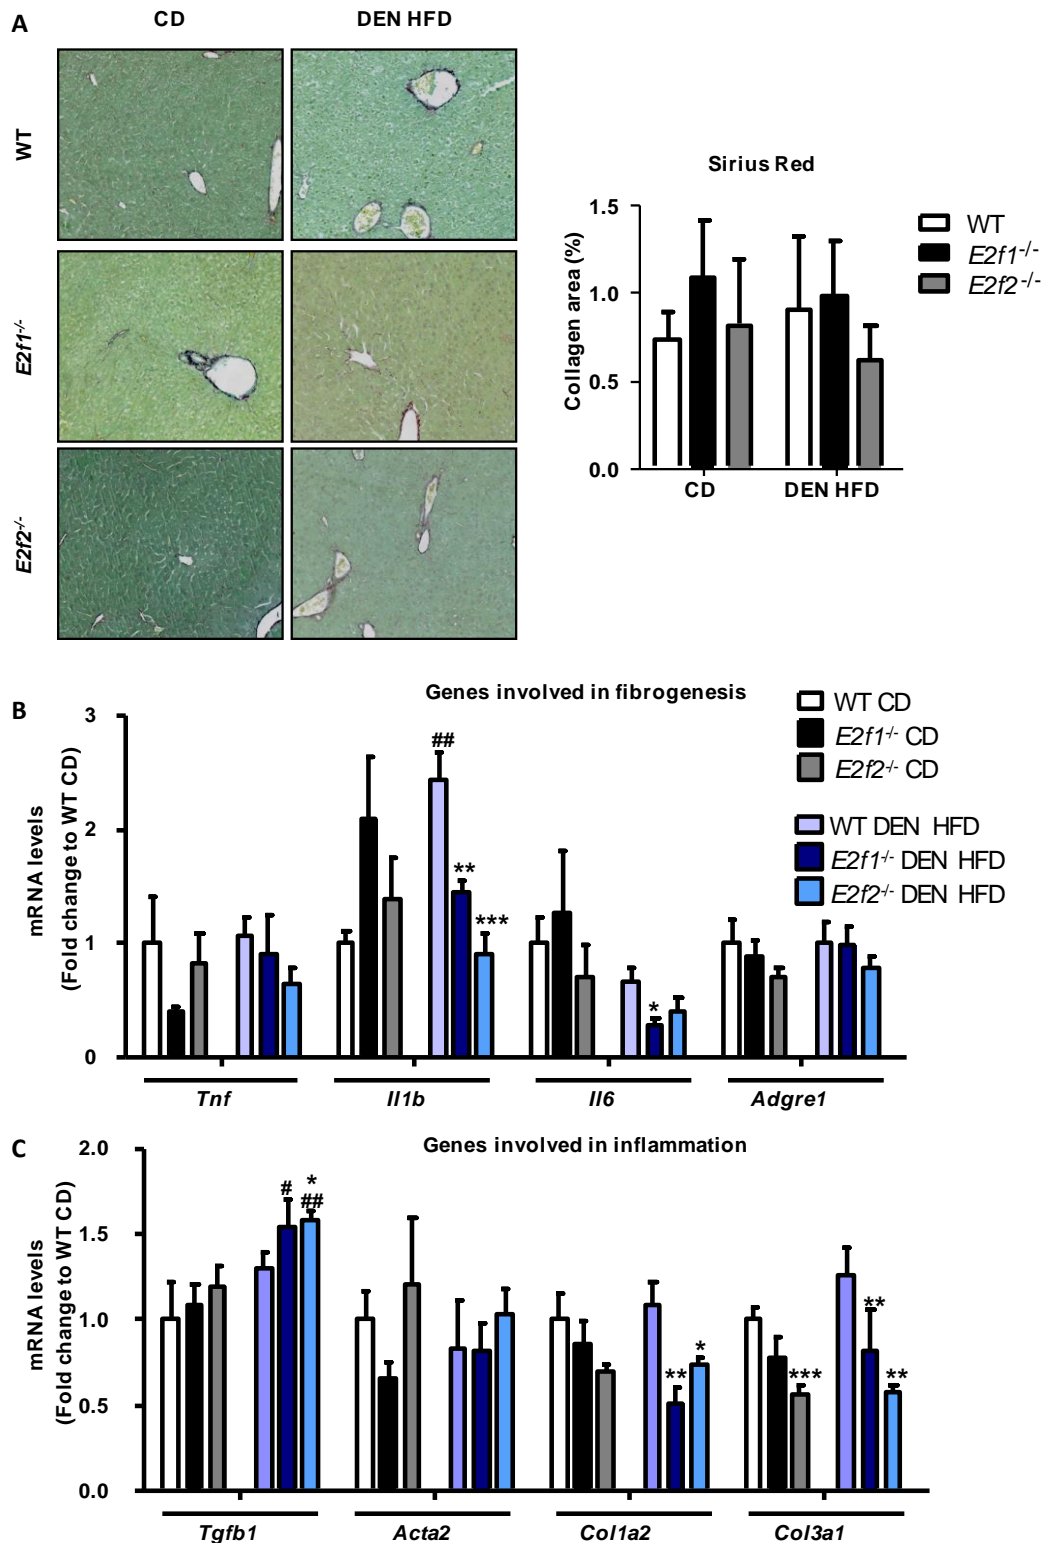 A
CD
DEN HFD
WT
E2f1-/-
E2f2-/-
Sirius Red
Collagen area (%)
1.5
1.0
0.5
0.0
CD
DEN HFD
WT
E2f1-/-
E2f2-/-
B
Genes involved in fibrogenesis
mRNA levels
(Fold change to WT CD)
3
2
1
0
##
**
***
*
Tnf
Il1b
Il6
Adgre1
WT CD
E2f1-/- CD
E2f2-/- CD
WT DEN HFD
E2f1-/- DEN HFD
E2f2-/- DEN HFD
C
Genes involved in inflammation
mRNA levels
(Fold change to WT CD)
2.0
1.5
1.0
0.5
0.0
#
*
##
**
*
***
**
**
Tgfb1
Acta2
Col1a2
Col3a1